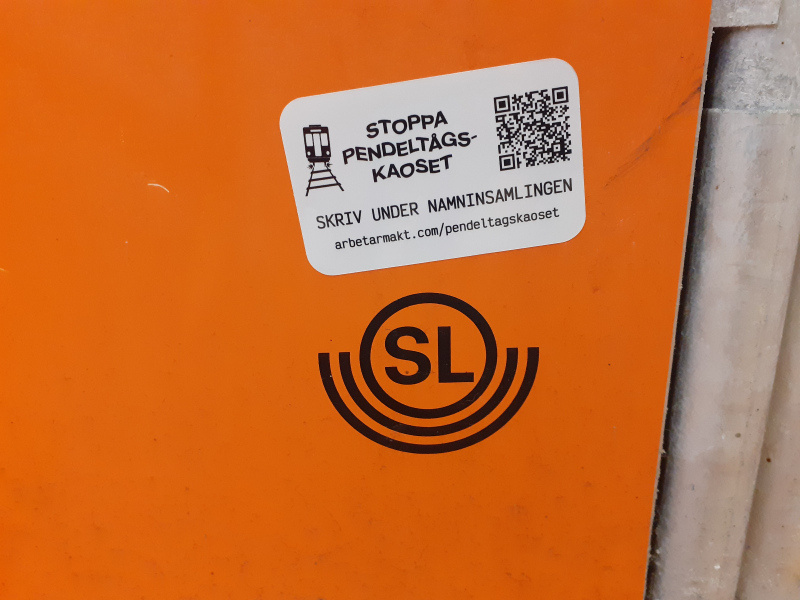 STOPPA
PENDELTÅGS-
KAOSET
SKRIV UNDER NAMNINSAMLINGEN
arbetarmakt.com/pendeltagskaoset
SL